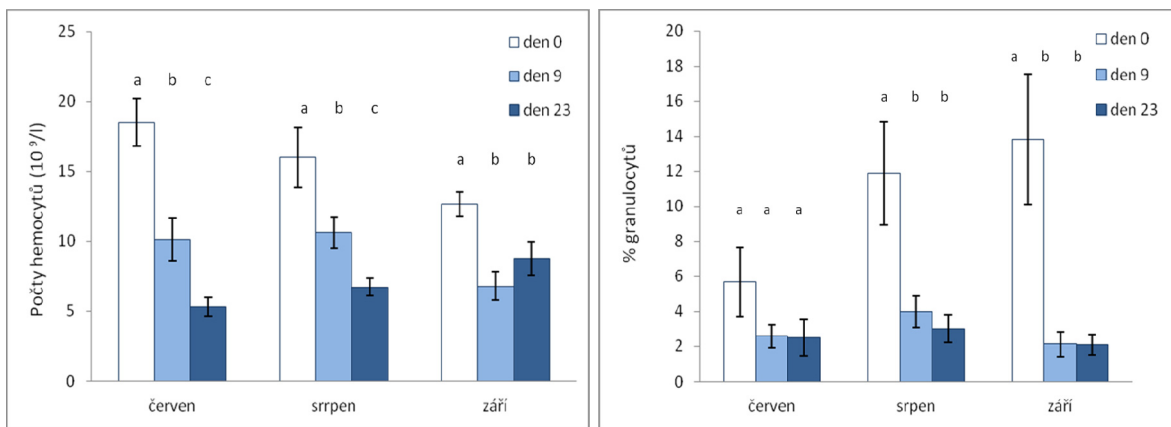 Počty hemocytů (10 ⁹/l)
25
20
15
10
5
0
den 0
den 9
den 23
a b c
a b c
a b b
červen srrpen září
% granulocytů
20
18
16
14
12
10
8
6
4
2
0
den 0
den 9
den 23
a a a
a b b
a b b
červen srpen září